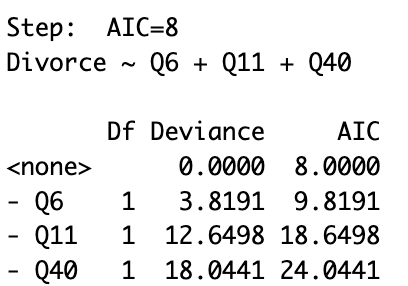 Step:  AIC=8
Divorce ~ Q6 + Q11 + Q40
Df Deviance AIC
<none> 0.0000 8.0000
- Q6 1 3.8191 9.8191
- Q11 1 12.6498 18.6498
- Q40 1 18.0441 24.0441